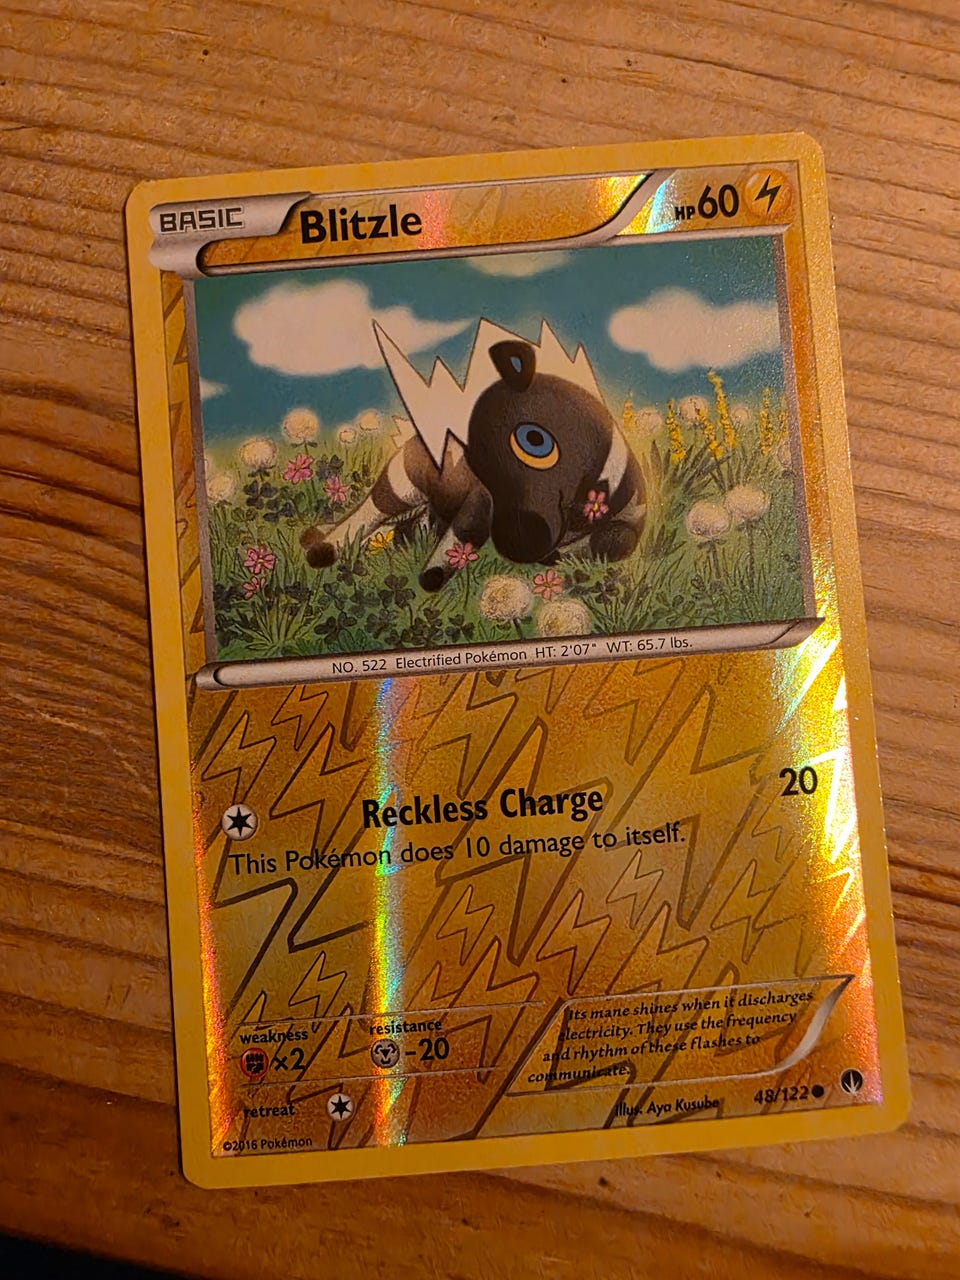 BASIC Blitzle HP60
NO. 522 Electrified Pokémon HT: 2'07" WT: 65.7 lbs.
Reckless Charge 20
This Pokémon does 10 damage to itself.
weakness resistance
×2 -20
Its mane shines when it discharges
electricity. They use the frequency
and rhythm of these flashes to
communicate.
retreat
Illus. Aya Kusube 48/122
©2016 Pokémon